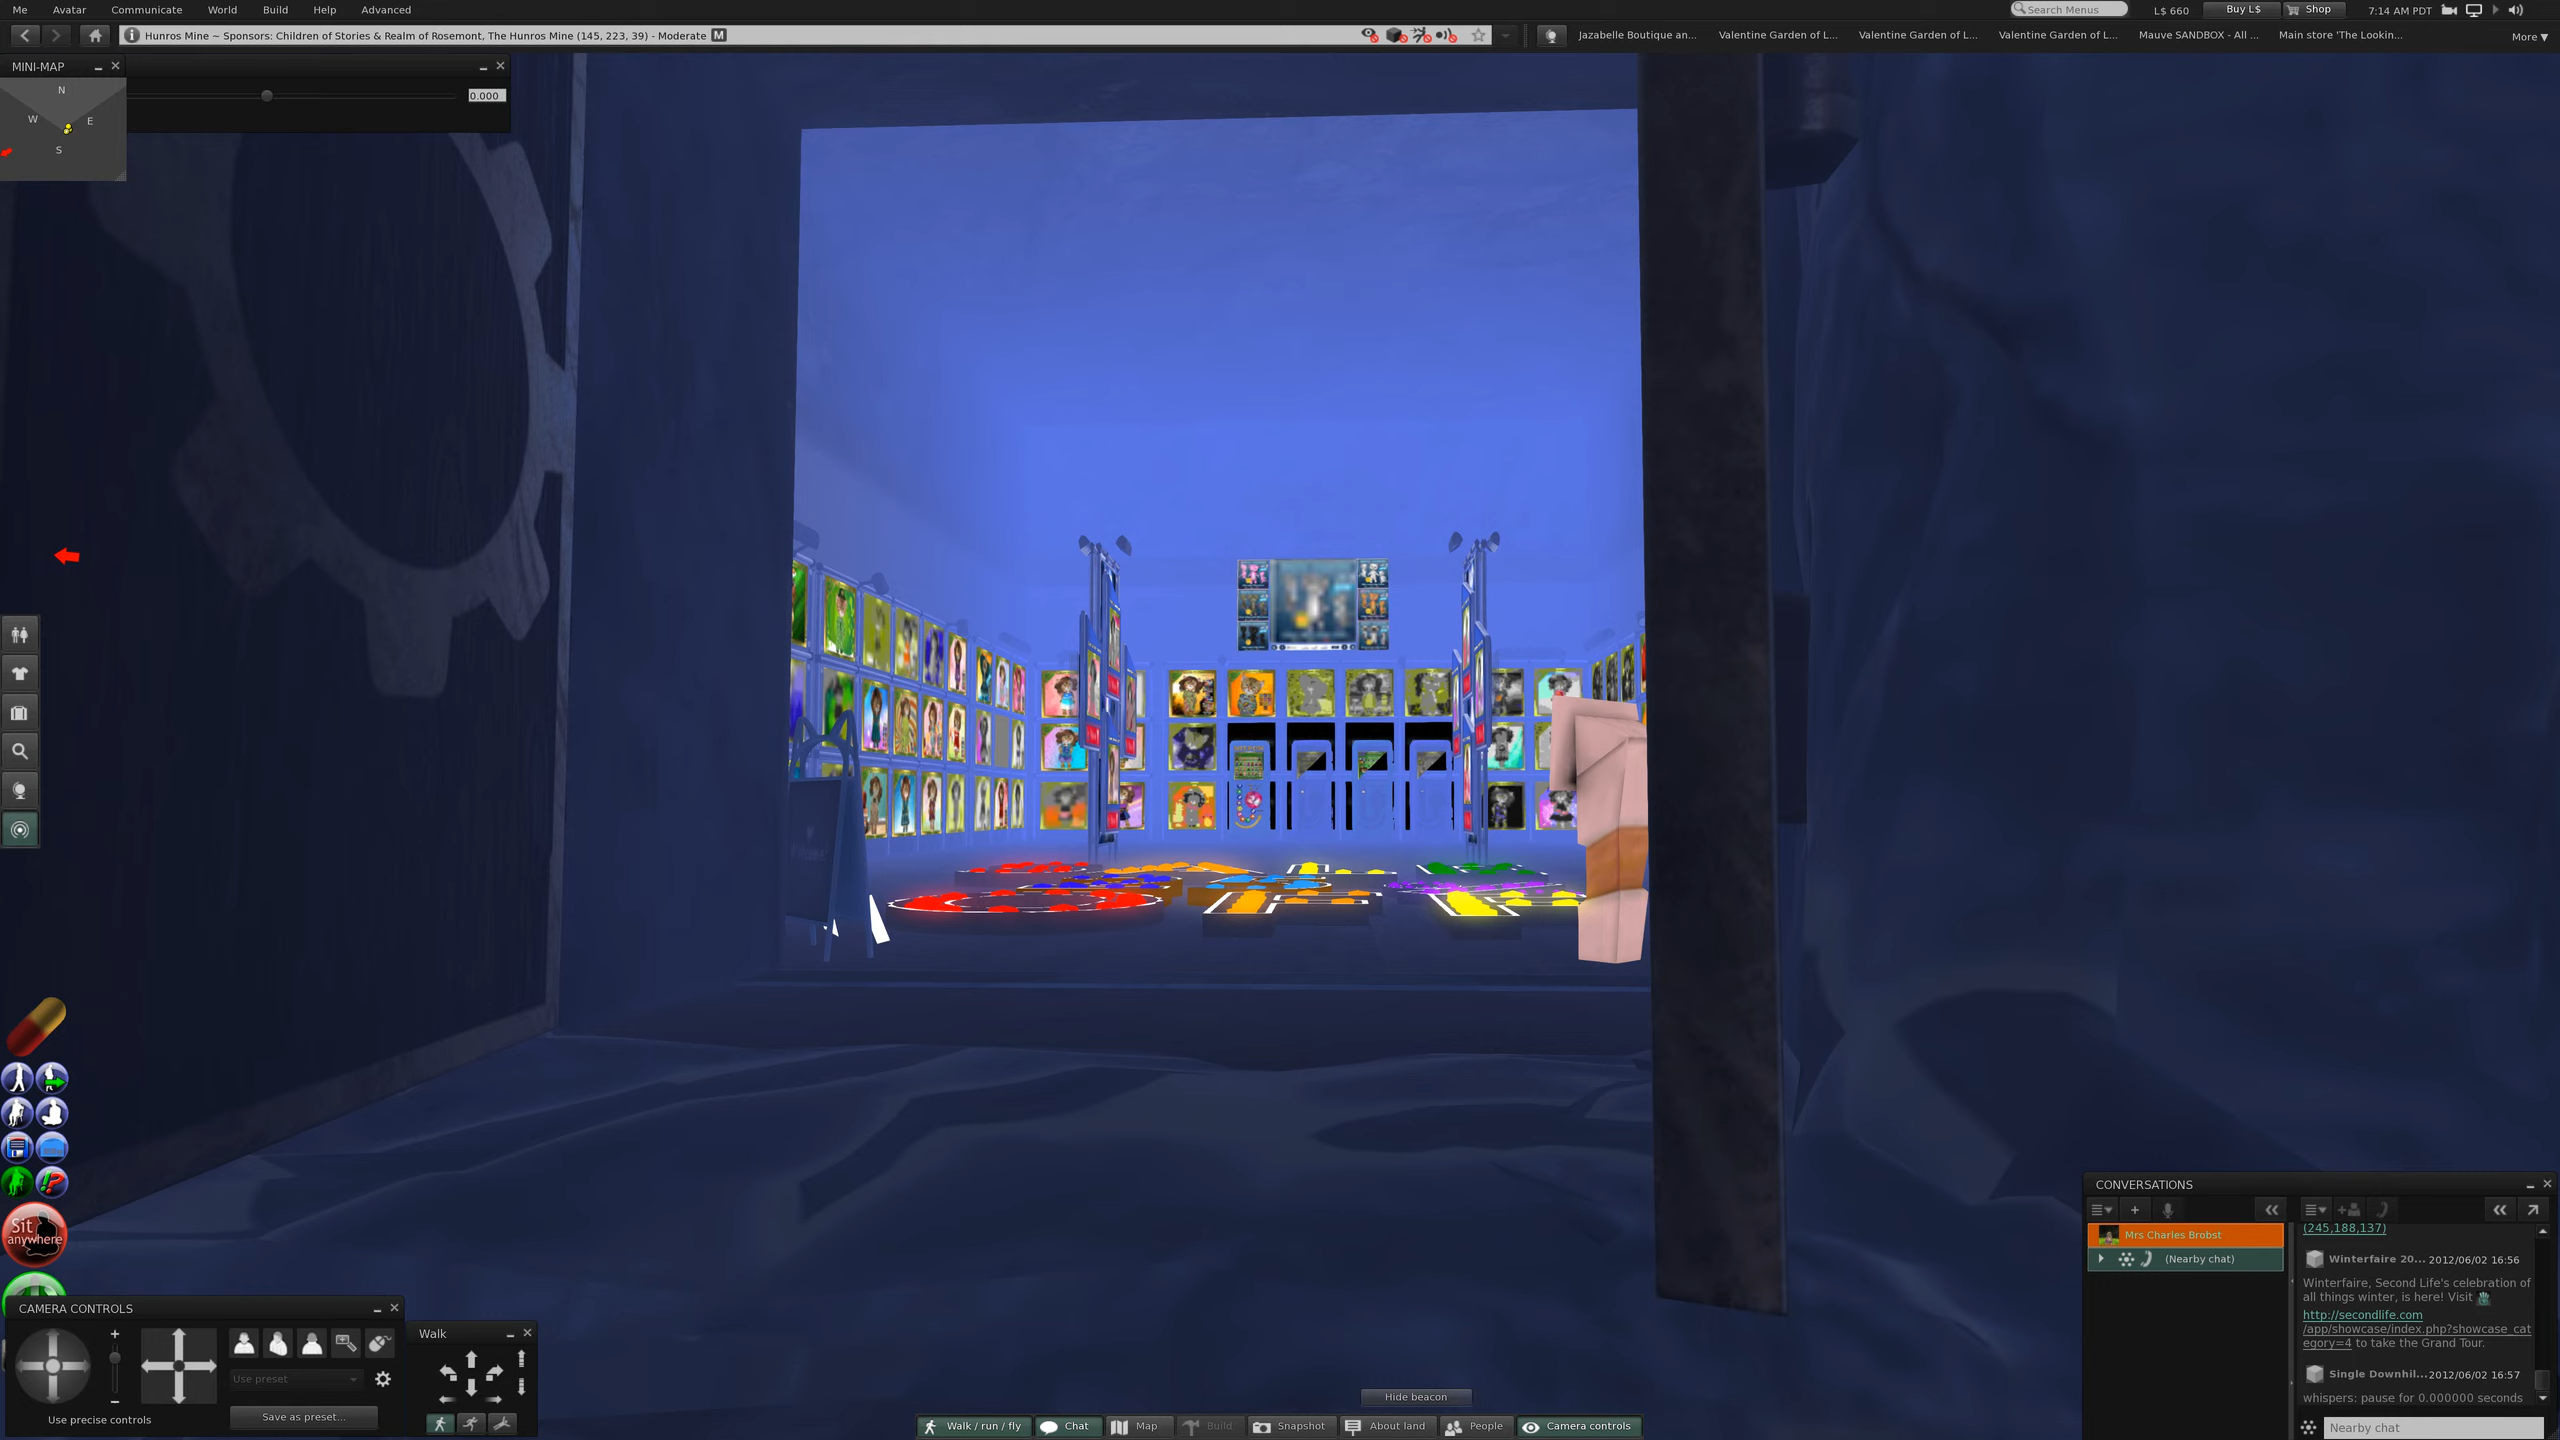 Me Avatar Communicate World Build Help Advanced
Search Menus L$ 660 Buy L$ Shop 7:14 AM PDT
Hunros Mine ~ Sponsors: Children of Stories & Realm of Rosemont, The Hunros Mine (145, 223, 39) - Moderate M
Jazabelle Boutique an... Valentine Garden of L... Valentine Garden of L... Valentine Garden of L... Mauve SANDBOX - All ... Main store 'The Lookin... More
MINI-MAP
N
W E
S
0.000
Sit
anywhere
CAMERA CONTROLS
Use preset
Use precise controls
Save as preset...
Walk
Hide beacon
Walk / run / fly Chat Map Build Snapshot About land People Camera controls
CONVERSATIONS
Mrs Charles Brobst
(Nearby chat)
(245,188,137)
Winterfaire 20... 2012/06/02 16:56
Winterfaire, Second Life's celebration of
all things winter, is here! Visit
http://secondlife.com
/app/showcase/index.php?showcase_cat
egory=4 to take the Grand Tour.
Single Downhil... 2012/06/02 16:57
whispers: pause for 0.000000 seconds
Nearby chat